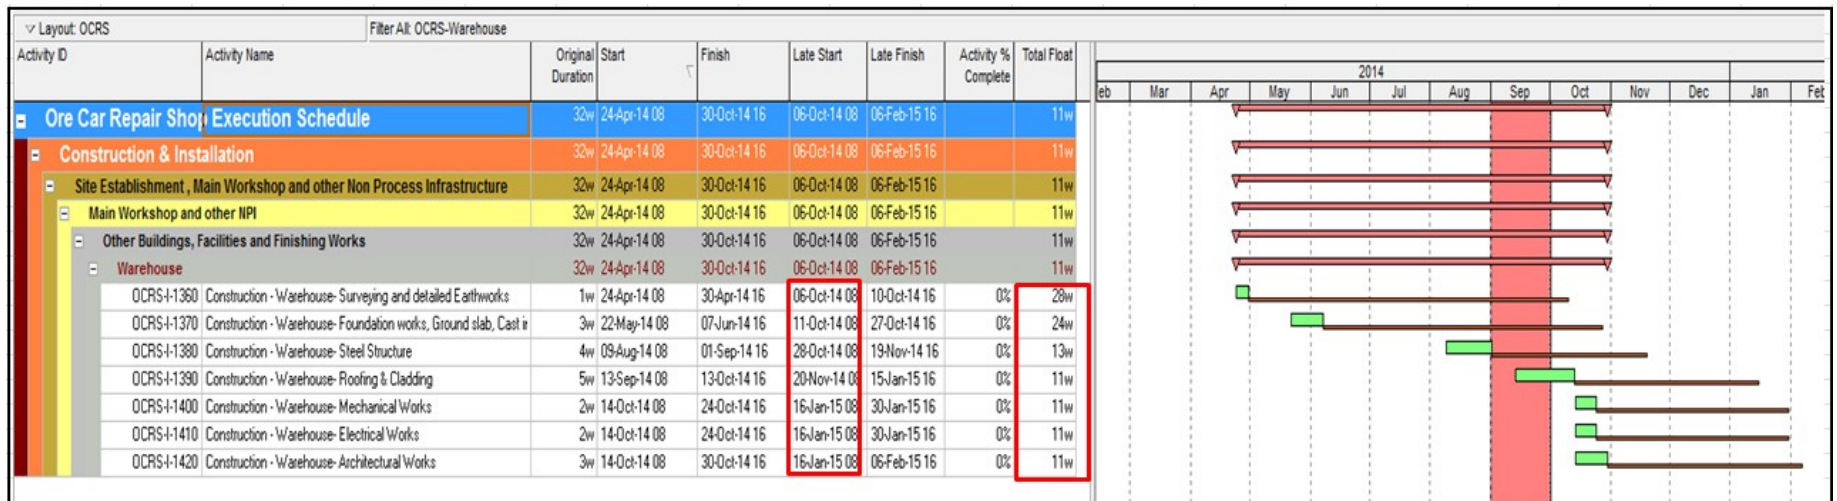 Layout: OCRS Filter All: OCRS-Warehouse
Activity ID Activity Name Original Duration Start Finish Late Start Late Finish Activity % Complete Total Float
2014
eb Mar Apr May Jun Jul Aug Sep Oct Nov Dec Jan Feb
Ore Car Repair Shop Execution Schedule 32w 24-Apr-14 08 30-Oct-14 16 06-Oct-14 08 06-Feb-15 16 11w
Construction & Installation 32w 24-Apr-14 08 30-Oct-14 16 06-Oct-14 08 06-Feb-15 16 11w
Site Establishment , Main Workshop and other Non Process Infrastructure 32w 24-Apr-14 08 30-Oct-14 16 06-Oct-14 08 06-Feb-15 16 11w
Main Workshop and other NPI 32w 24-Apr-14 08 30-Oct-14 16 06-Oct-14 08 06-Feb-15 16 11w
Other Buildings, Facilities and Finishing Works 32w 24-Apr-14 08 30-Oct-14 16 06-Oct-14 08 06-Feb-15 16 11w
Warehouse 32w 24-Apr-14 08 30-Oct-14 16 06-Oct-14 08 06-Feb-15 16 11w
OCRS-I-1360 Construction - Warehouse- Surveying and detailed Earthworks 1w 24-Apr-14 08 30-Apr-14 16 06-Oct-14 08 10-Oct-14 16 0% 28w
OCRS-I-1370 Construction - Warehouse- Foundation works, Ground slab, Cast in 3w 22-May-14 08 07-Jun-14 16 11-Oct-14 08 27-Oct-14 16 0% 24w
OCRS-I-1380 Construction - Warehouse- Steel Structure 4w 09-Aug-14 08 01-Sep-14 16 28-Oct-14 08 19-Nov-14 16 0% 13w
OCRS-I-1390 Construction - Warehouse- Roofing & Cladding 5w 13-Sep-14 08 13-Oct-14 16 20-Nov-14 08 15-Jan-15 16 0% 11w
OCRS-I-1400 Construction - Warehouse- Mechanical Works 2w 14-Oct-14 08 24-Oct-14 16 16-Jan-15 08 30-Jan-15 16 0% 11w
OCRS-I-1410 Construction - Warehouse- Electrical Works 2w 14-Oct-14 08 24-Oct-14 16 16-Jan-15 08 30-Jan-15 16 0% 11w
OCRS-I-1420 Construction - Warehouse- Architectural Works 3w 14-Oct-14 08 30-Oct-14 16 16-Jan-15 08 06-Feb-15 16 0% 11w